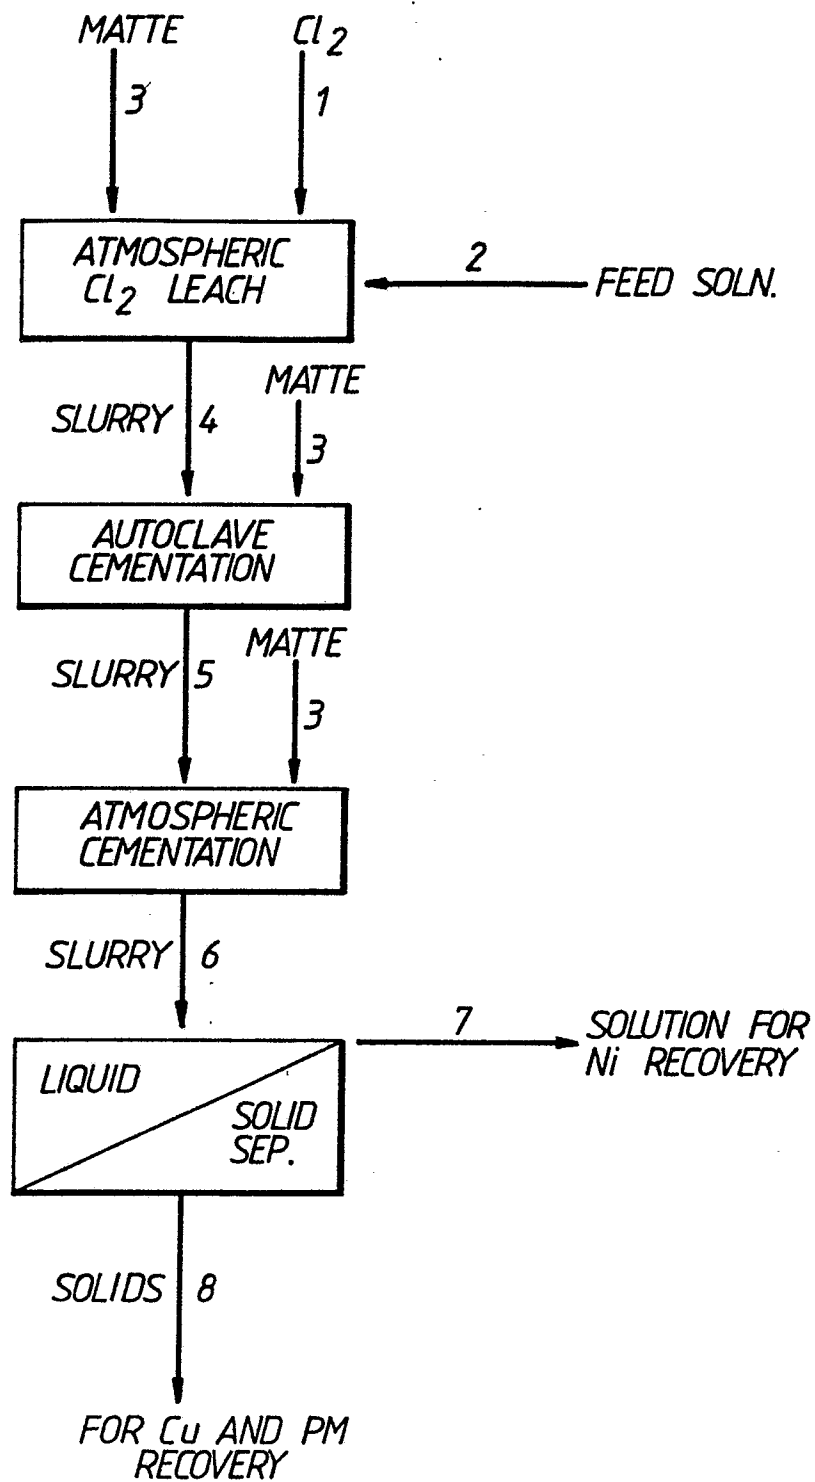 MATTE
Cl2
3
1
ATMOSPHERIC
Cl2 LEACH
2
FEED SOLN.
MATTE
SLURRY 4
3
AUTOCLAVE
CEMENTATION
MATTE
SLURRY 5
3
ATMOSPHERIC
CEMENTATION
SLURRY 6
7
SOLUTION FOR
Ni RECOVERY
LIQUID
SOLID
SEP.
SOLIDS 8
FOR Cu AND PM
RECOVERY